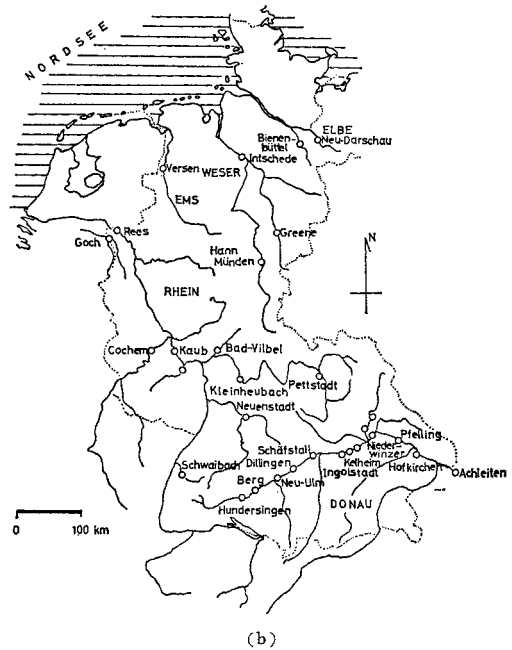 NORDSEE
ELBE
Neu-Darschau
Bienen-
büttel
Intschede
Versen
WESER
EMS
Rees
Goch
Greene
Hann
Münden
N
RHEIN
Cochem
Kaub
Bad-Vilbel
Kleinheubach
Pettstadt
Neuenstadt
Schwaibach
Schäfstall
Dillingen
Berg
Neu-Ulm
Hundersingen
Ingolstadt
Kelheim
Nieder-
winzer
Pfelling
Hofkirchen
Achleiten
DONAU
0 100 km
(b)